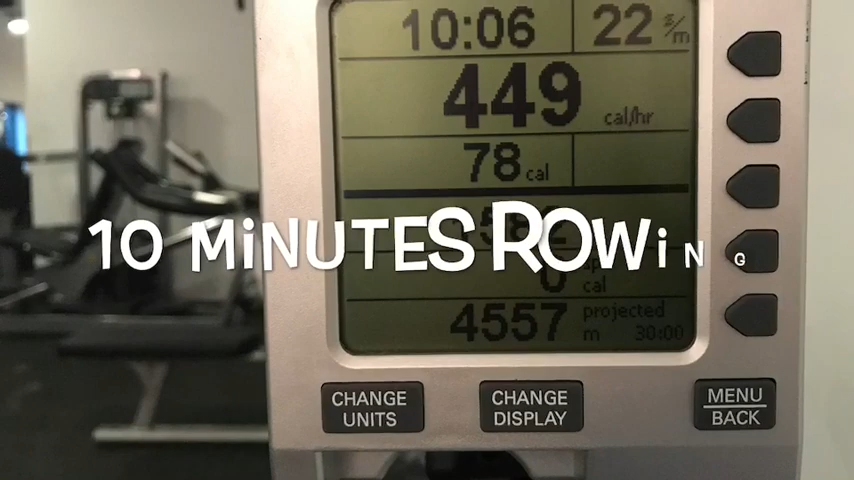 10:06 22 s/m
449 cal/hr
78 cal
10 MiNUTES ROWiNG
0 cal
4557 projected
m 30:00
CHANGE UNITS
CHANGE DISPLAY
MENU
BACK